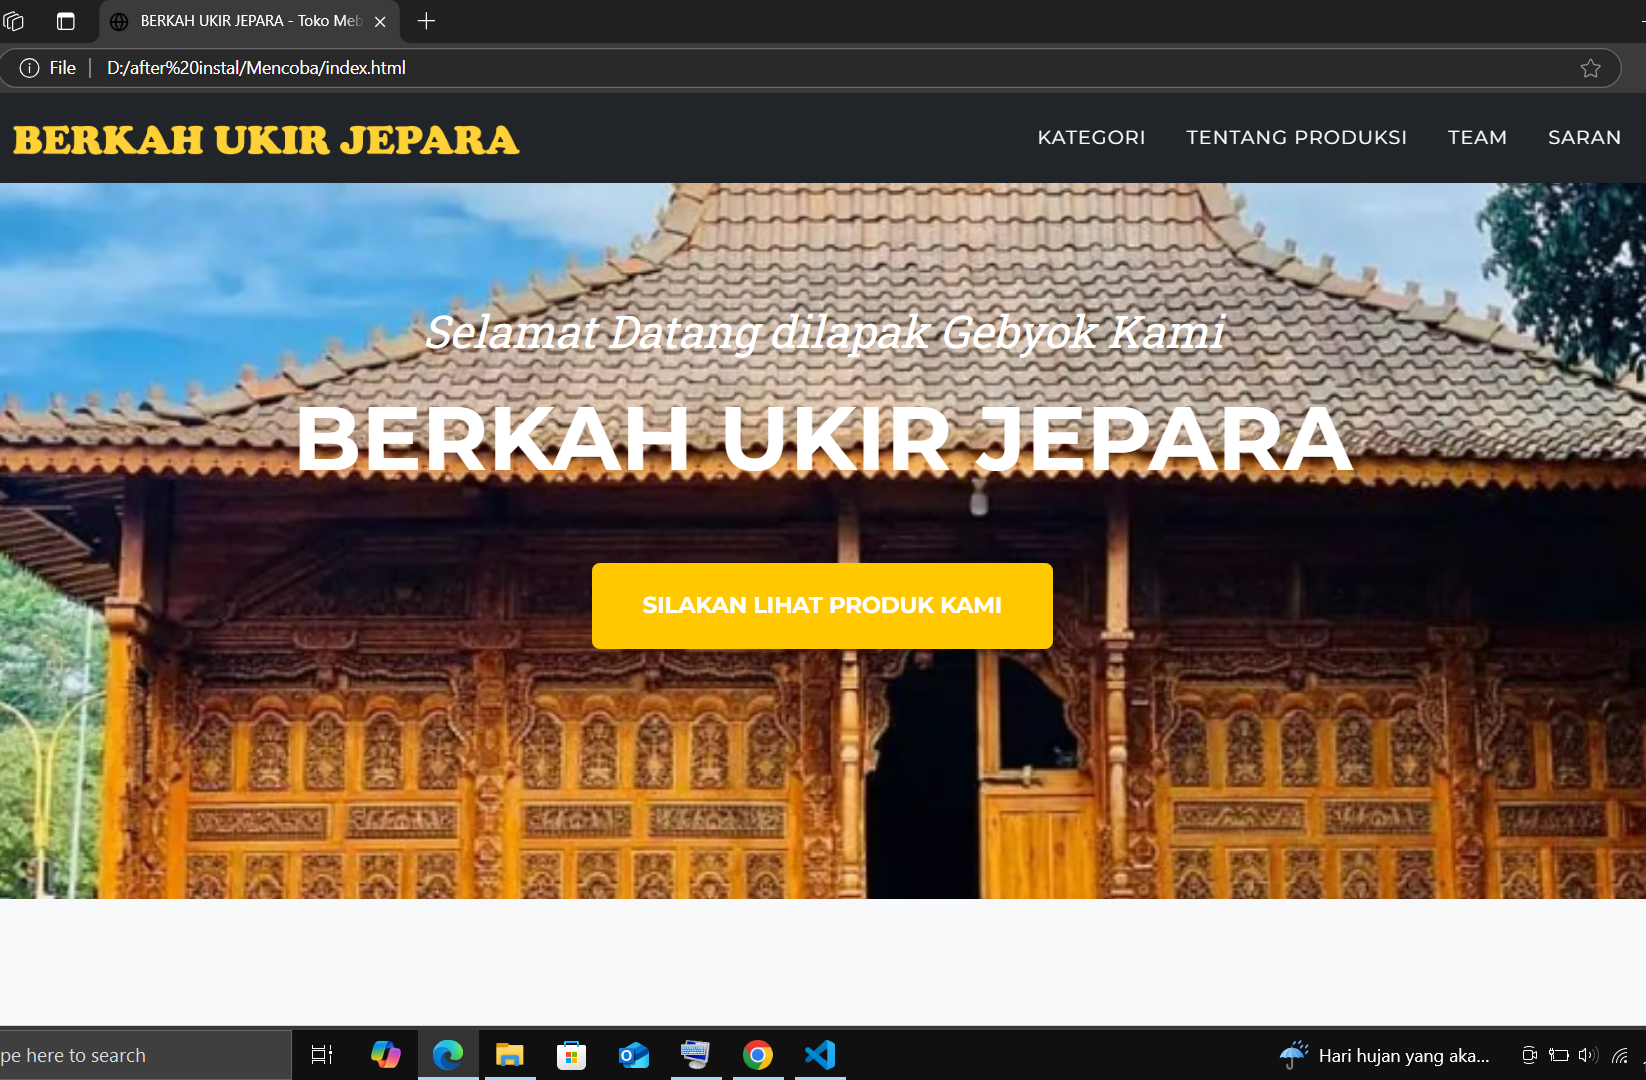 BERKAH UKIR JEPARA - Toko Meb
File
D:/after%20instal/Mencoba/index.html
BERKAH UKIR JEPARA
KATEGORI
TENTANG PRODUKSI
TEAM
SARAN
Selamat Datang dilapak Gebyok Kami
BERKAH UKIR JEPARA
SILAKAN LIHAT PRODUK KAMI
pe here to search
Hari hujan yang aka...